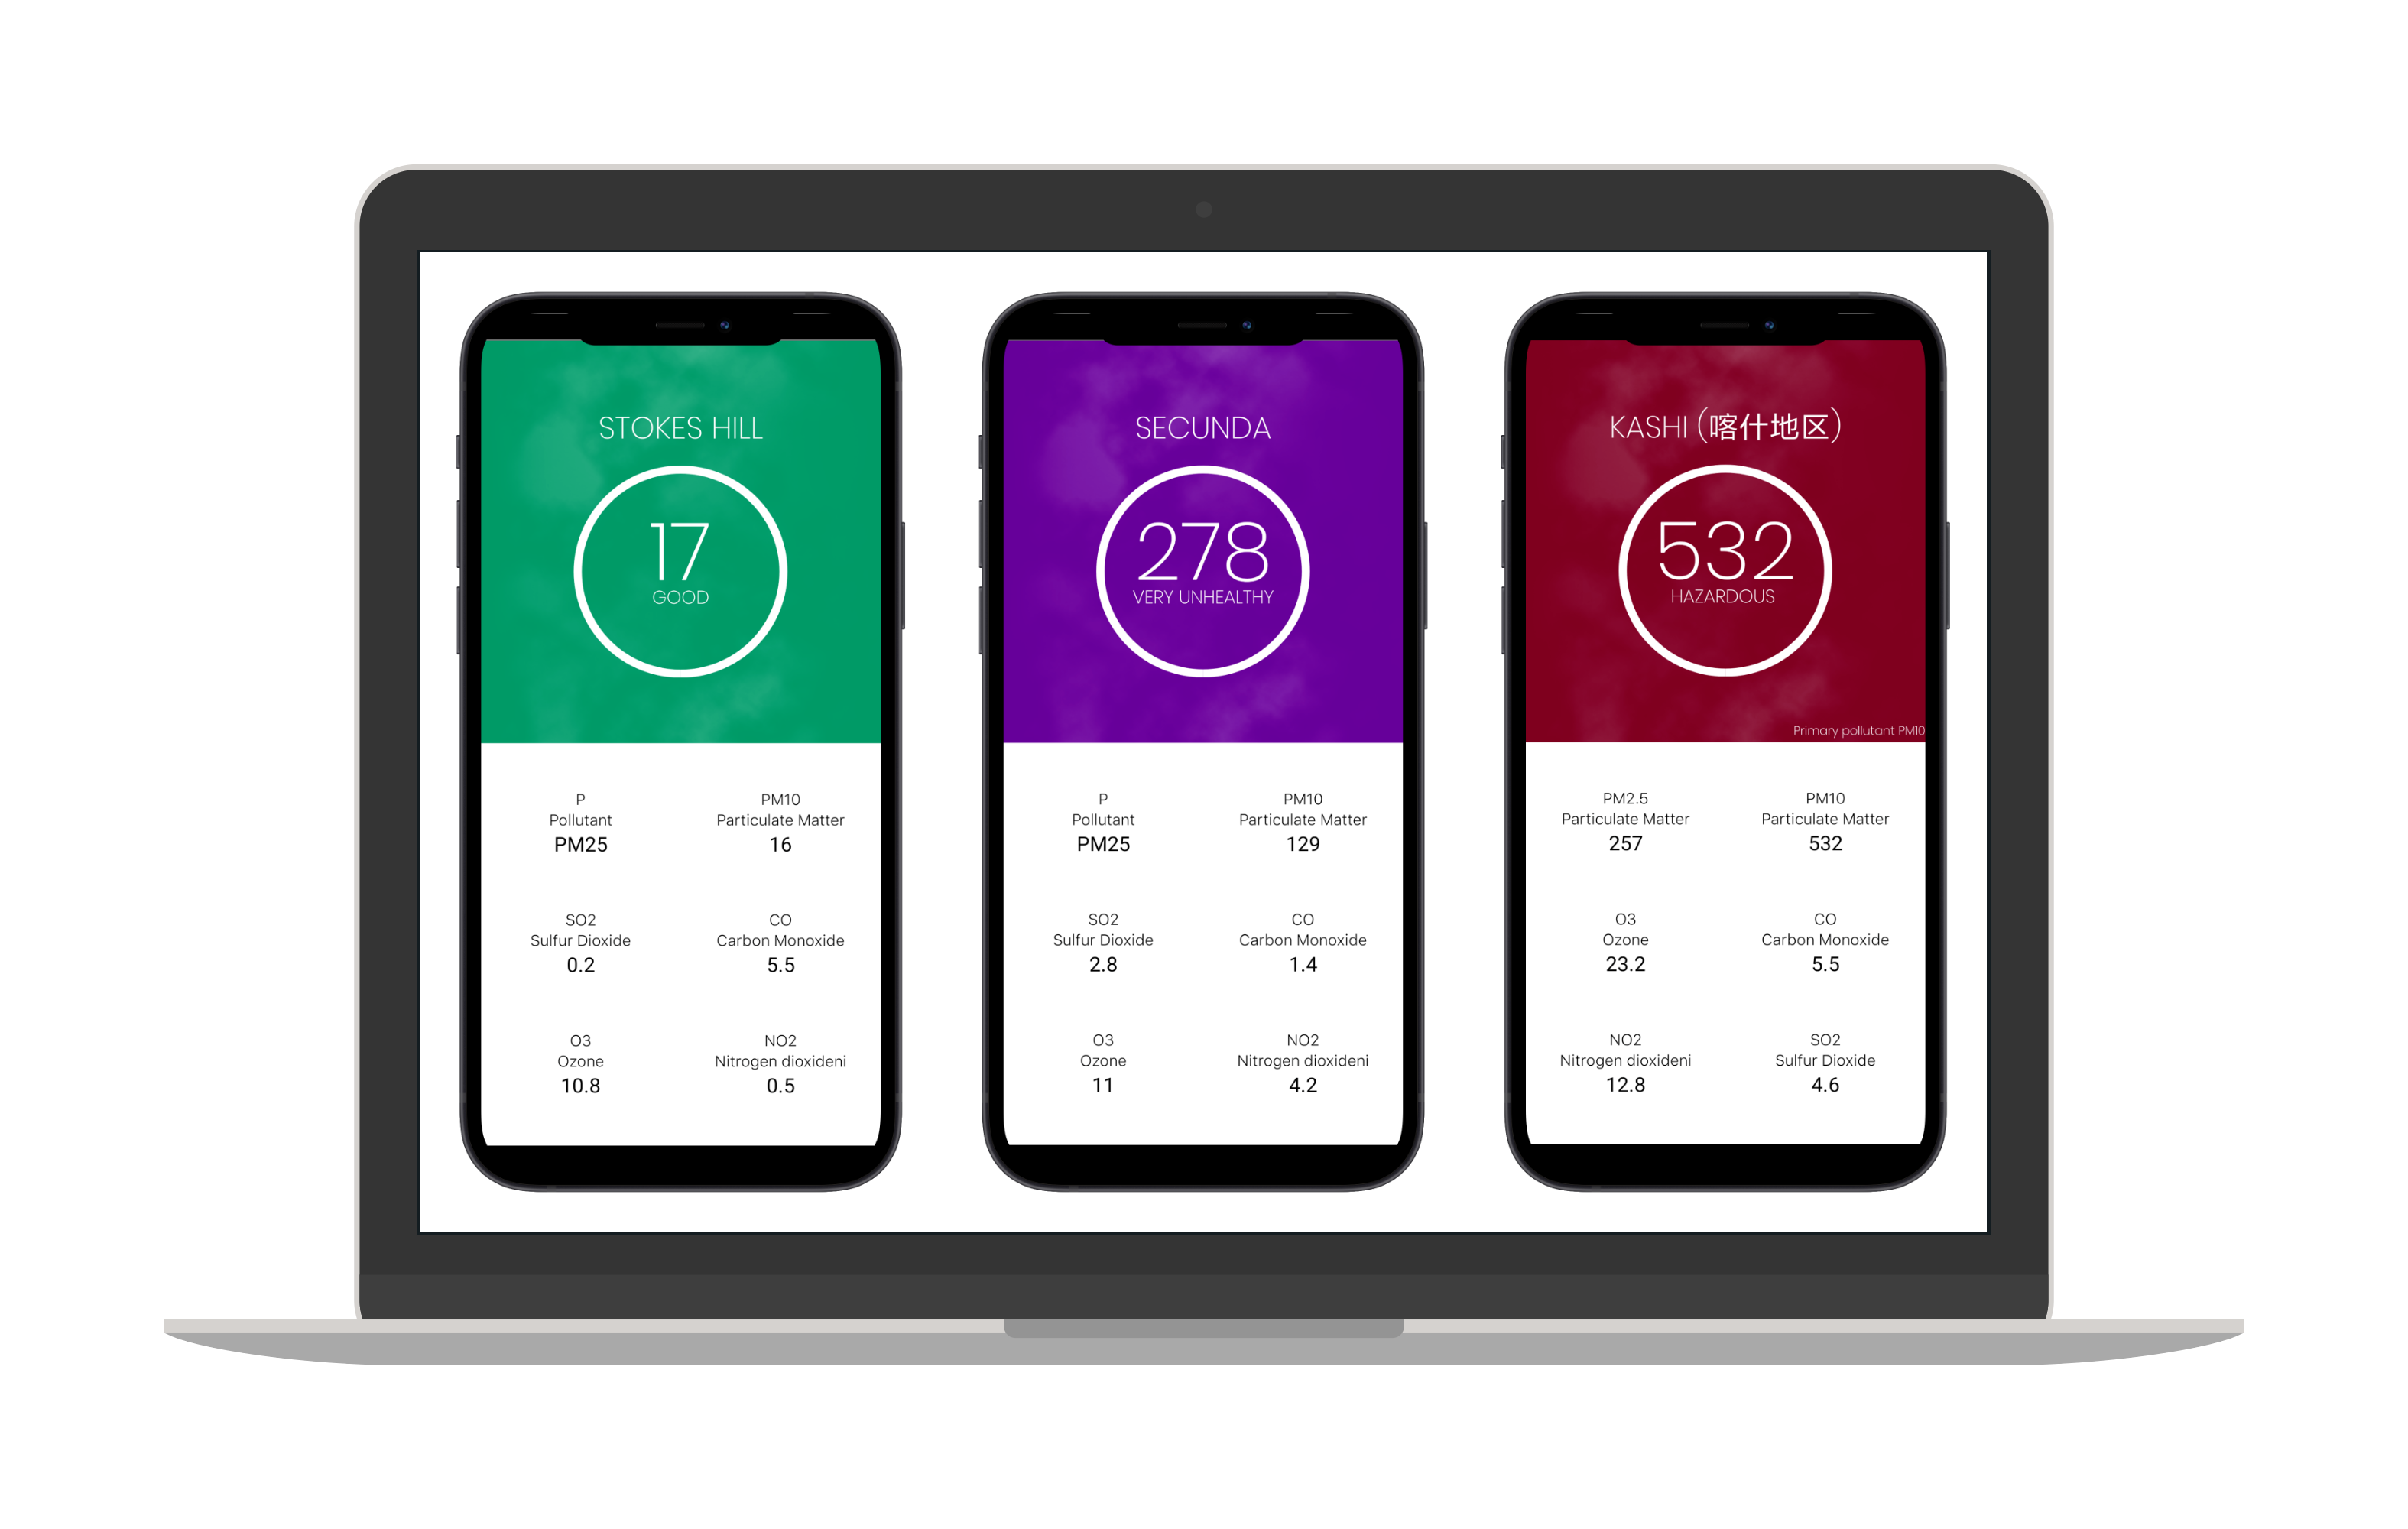 STOKES HILL
17
GOOD
P
Pollutant
PM25
PM10
Particulate Matter
16
SO2
Sulfur Dioxide
0.2
CO
Carbon Monoxide
5.5
O3
Ozone
10.8
NO2
Nitrogen dioxideni
0.5
SECUNDA
278
VERY UNHEALTHY
P
Pollutant
PM25
PM10
Particulate Matter
129
SO2
Sulfur Dioxide
2.8
CO
Carbon Monoxide
1.4
O3
Ozone
11
NO2
Nitrogen dioxideni
4.2
KASHI (喀什地区)
532
HAZARDOUS
Primary pollutant PM10
PM2.5
Particulate Matter
257
PM10
Particulate Matter
532
O3
Ozone
23.2
CO
Carbon Monoxide
5.5
NO2
Nitrogen dioxideni
12.8
SO2
Sulfur Dioxide
4.6